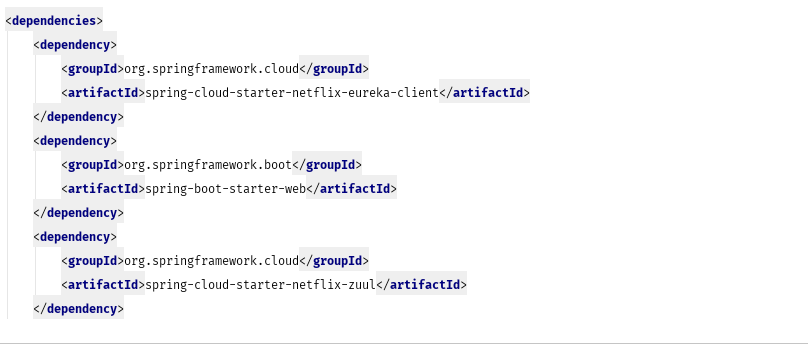 <dependencies>
<dependency>
<groupId>org.springframework.cloud</groupId>
<artifactId>spring-cloud-starter-netflix-eureka-client</artifactId>
</dependency>
<dependency>
<groupId>org.springframework.boot</groupId>
<artifactId>spring-boot-starter-web</artifactId>
</dependency>
<dependency>
<groupId>org.springframework.cloud</groupId>
<artifactId>spring-cloud-starter-netflix-zuul</artifactId>
</dependency>